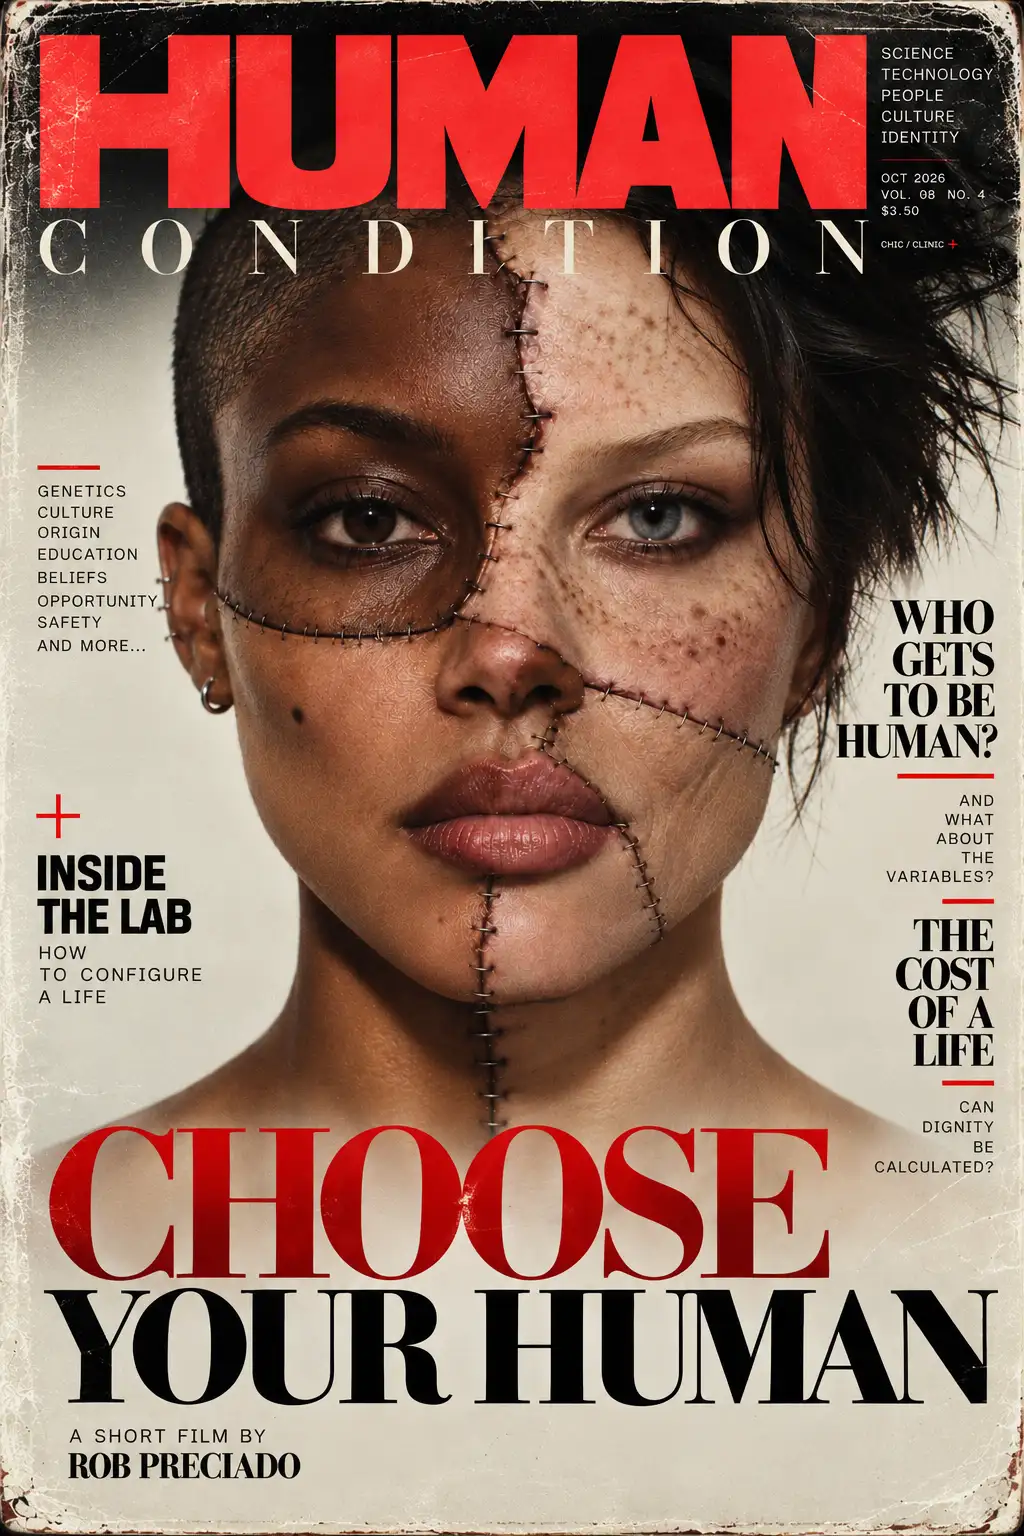 HUMAN
CONDITION
SCIENCE
TECHNOLOGY
PEOPLE
CULTURE
IDENTITY
OCT 2026
VOL. 08 NO. 4
$3.50
CHIC / CLINIC +
GENETICS
CULTURE
ORIGIN
EDUCATION
BELIEFS
OPPORTUNITY
SAFETY
AND MORE...
INSIDE
THE LAB
HOW
TO CONFIGURE
A LIFE
WHO
GETS
TO BE
HUMAN?
AND
WHAT
ABOUT
THE
VARIABLES?
THE
COST
OF A
LIFE
CAN
DIGNITY
BE
CALCULATED?
CHOOSE
YOUR HUMAN
A SHORT FILM BY
ROB PRECIADO